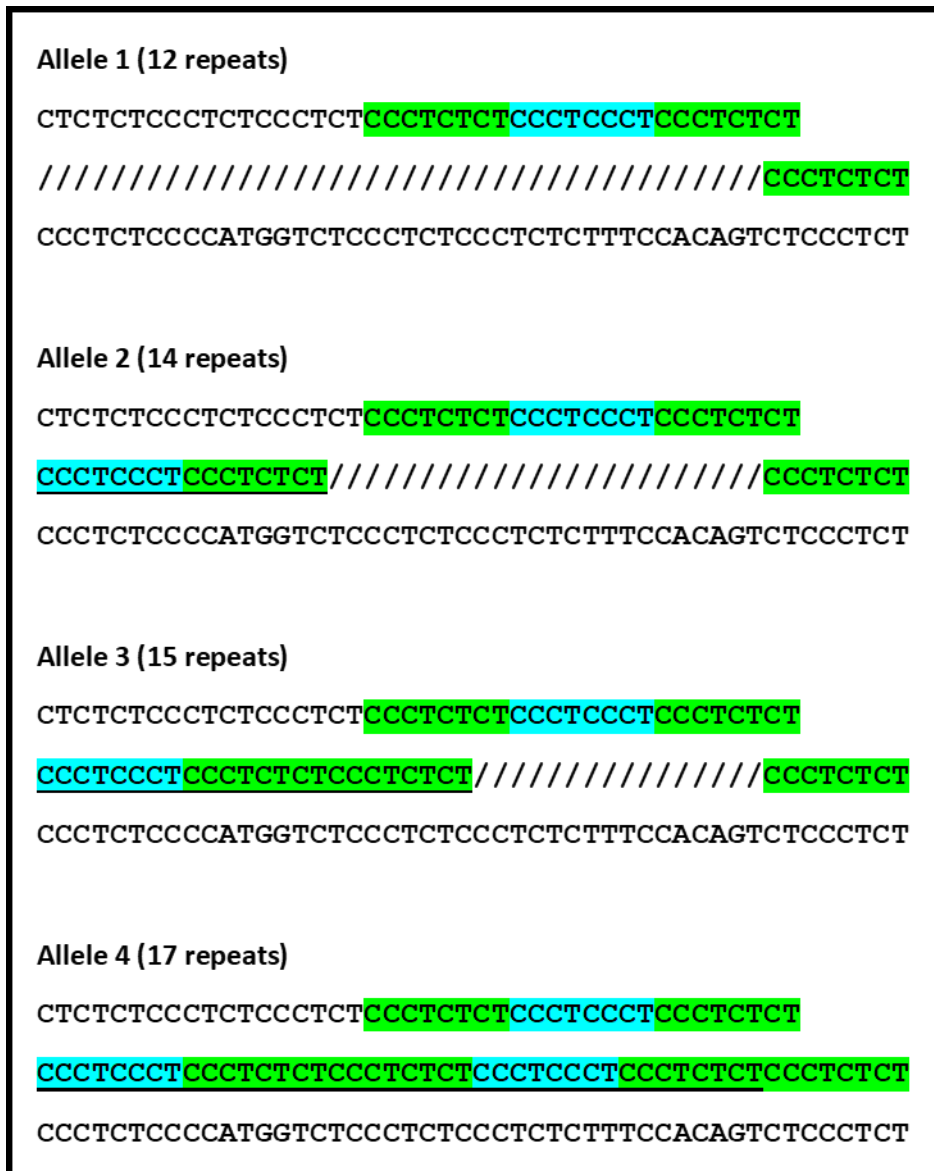 Allele 1 (12 repeats)
CTCTCTCCCTCTCCCTCTCCCTCTCTCCCTCCCTCCCTCTCT
////////////////////////////////////////CCCTCTCT
CCCTCTCCCCATGGTCTCCCTCTCCCTCTCTTTCCACAGTCTCCCTCT
Allele 2 (14 repeats)
CTCTCTCCCTCTCCCTCTCCCTCTCTCCCTCCCTCCCTCTCT
CCCTCCCTCCCTCTCT////////////////////////CCCTCTCT
CCCTCTCCCCATGGTCTCCCTCTCCCTCTCTTTCCACAGTCTCCCTCT
Allele 3 (15 repeats)
CTCTCTCCCTCTCCCTCTCCCTCTCTCCCTCCCTCCCTCTCT
CCCTCCCTCCCTCTCTCCCTCTCT////////////////CCCTCTCT
CCCTCTCCCCATGGTCTCCCTCTCCCTCTCTTTCCACAGTCTCCCTCT
Allele 4 (17 repeats)
CTCTCTCCCTCTCCCTCTCCCTCTCTCCCTCCCTCCCTCTCT
CCCTCCCTCCCTCTCTCCCTCTCTCCCTCCCTCCCTCTCTCCCTCTCT
CCCTCTCCCCATGGTCTCCCTCTCCCTCTCTTTCCACAGTCTCCCTCT